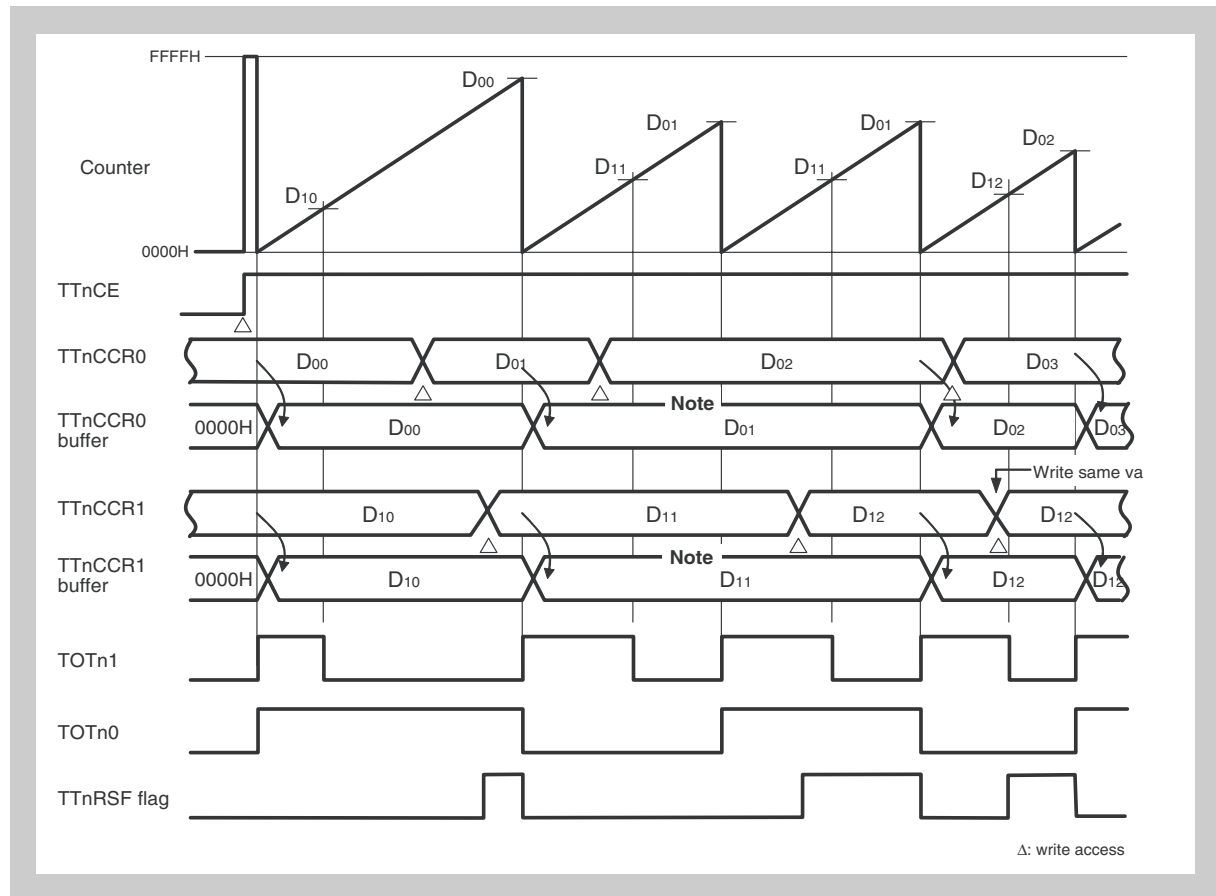 FFFFH
D00
D01
D01
D02
Counter
D10
D11
D11
D12
0000H
TTnCE
TTnCCR0
D00
D01
D02
D03
Note
TTnCCR0
buffer
0000H
D00
D01
D02
D03
Write same va
TTnCCR1
D10
D11
D12
D12
Note
TTnCCR1
buffer
0000H
D10
D11
D12
D12
TOTn1
TOTn0
TTnRSF flag
Δ: write access